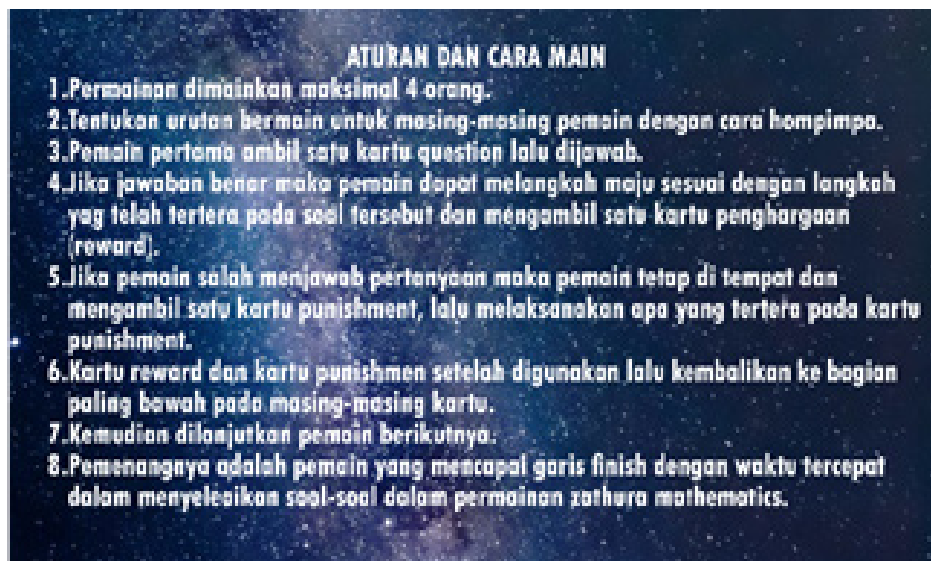 ATURAN DAN CARA MAIN
1.Permainan dimainkan maksimal 4 orang.
2.Tentukan urutan bermain untuk masing-masing pemain dengan cara hompimpa.
3.Pemain pertama ambil satu kartu question lalu dijawab.
4.Jika jawaban benar maka pemain dapat melangkah maju sesuai dengan langkah
yag telah tertera pada soal tersebut dan mengambil satu kartu penghargaan
(reward).
5.Jika pemain salah menjawab pertanyaan maka pemain tetap di tempat dan
mengambil satu kartu punishment, lalu melaksanakan apa yang tertera pada kartu
punishment.
6.Kartu reward dan kartu punishmen setelah digunakan lalu kembalikan ke bagian
paling bawah pada masing-masing kartu.
7.Kemudian dilanjutkan pemain berikutnya.
8.Pemenangnya adalah pemain yang mencapai garis finish dengan waktu tercepat
dalam menyeleaikan soal-soal dalam permainan zathura mathematics.